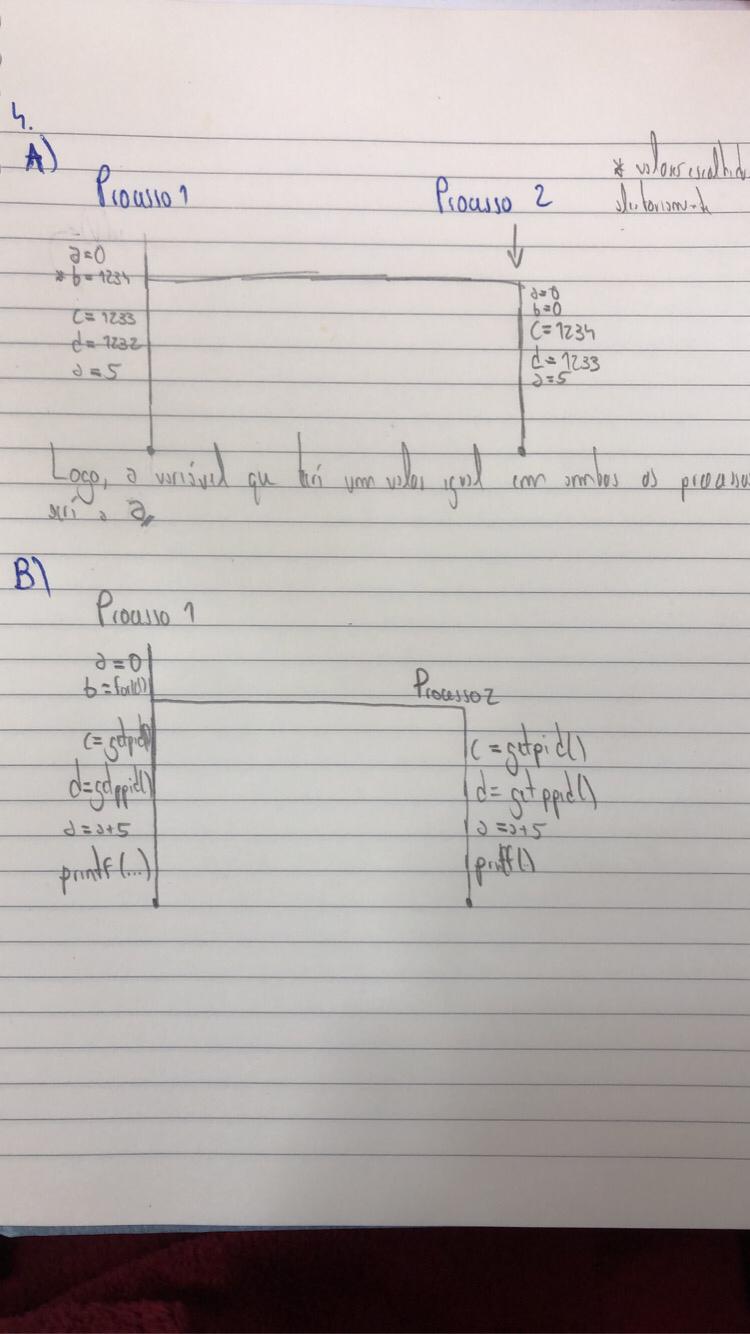 4.
A)
Processo 1
Processo 2
* valores escolhidos
aleatoriamente
a=0
* b=1234
c=1233
d=1232
a=5
a=0
b=0
c=1234
d=1233
a=5
Logo, a variável que terá um valor igual em ambos os processos
será a a
B)
Processo 1
a=0
b=fork()
c=getpid()
d=getppid()
a=a+5
printf(...)
Processo 2
c=getpid()
d=getppid()
a=a+5
printf()